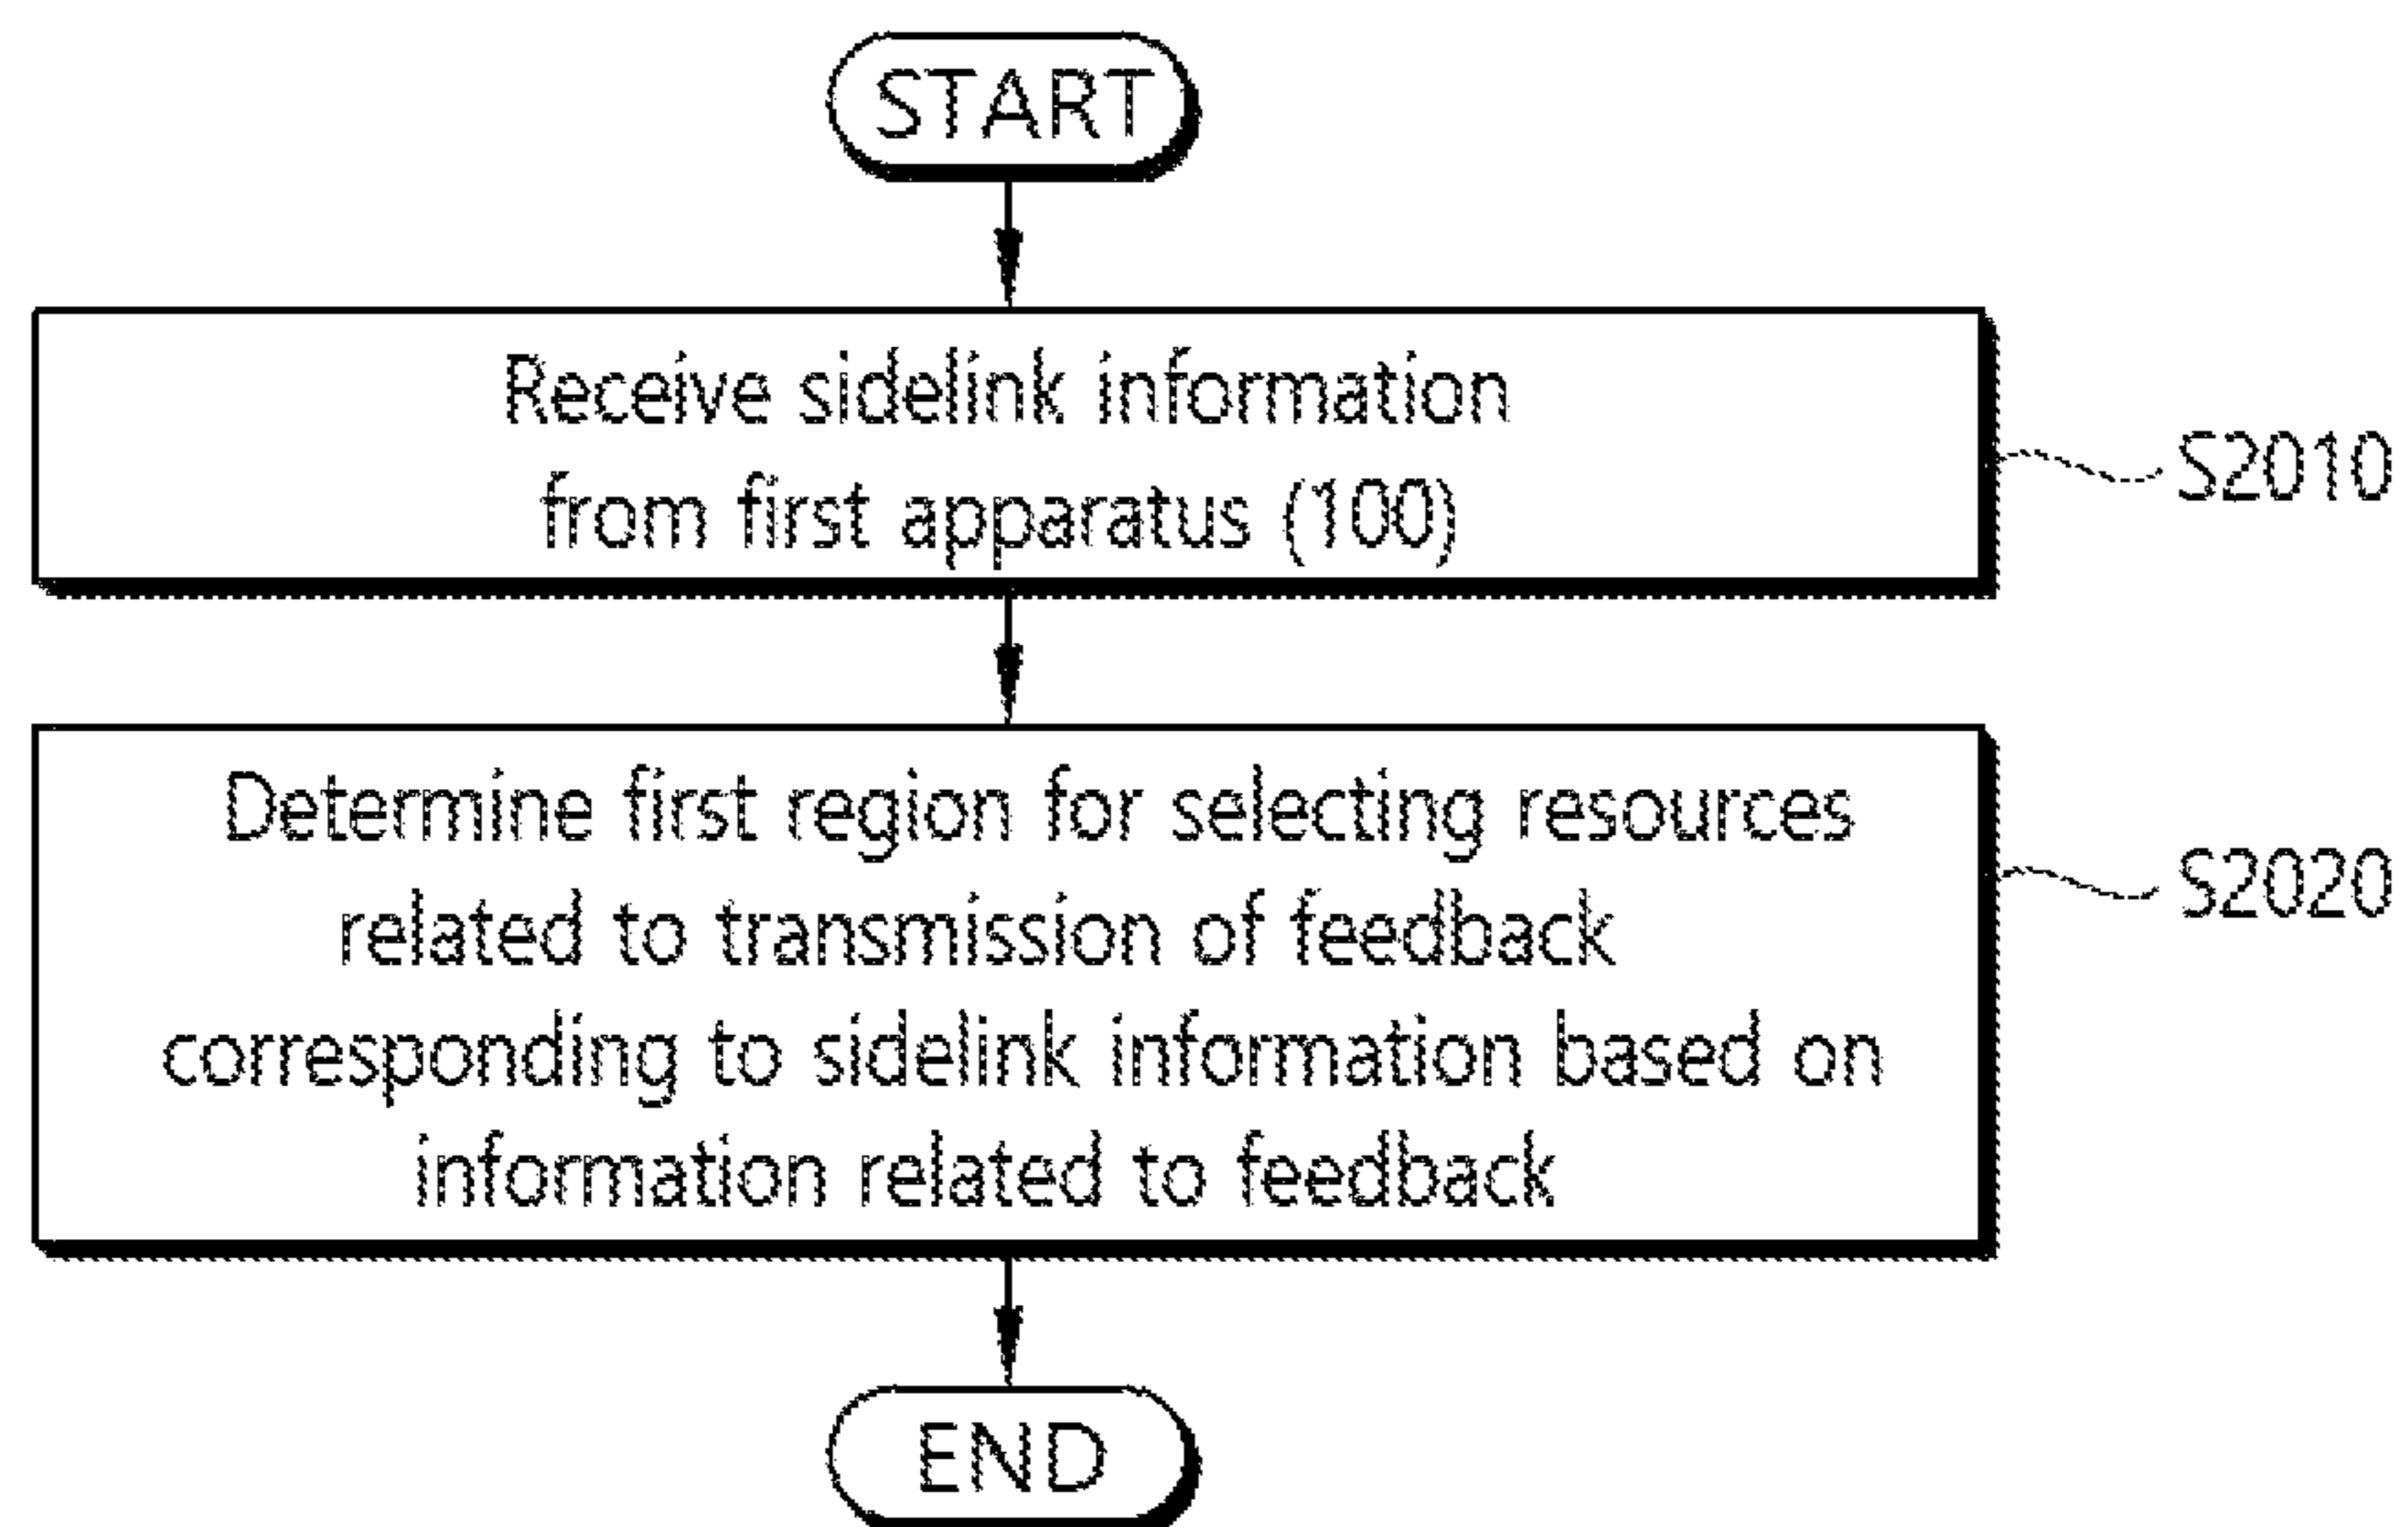 START
Receive sidelink information
from first apparatus (100)
S2010
Determine first region for selecting resources
related to transmission of feedback
corresponding to sidelink information based on
information related to feedback
S2020
END